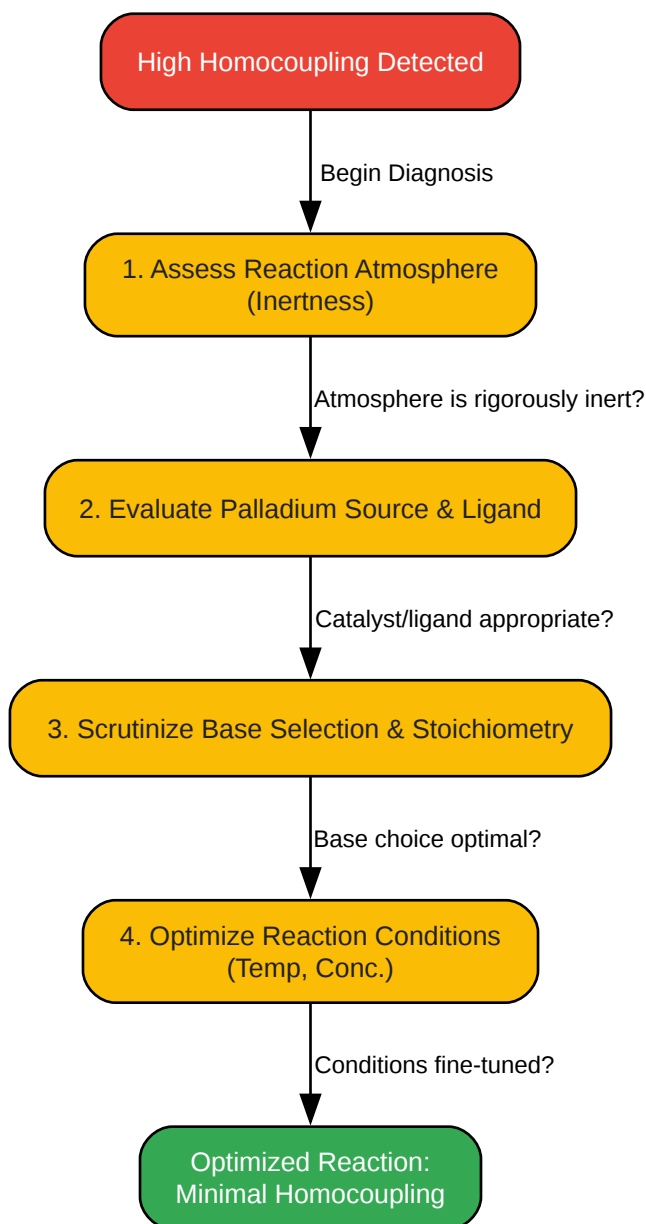 High Homocoupling Detected
Begin Diagnosis
1. Assess Reaction Atmosphere
(Inertness)
Atmosphere is rigorously inert?
2. Evaluate Palladium Source & Ligand
Catalyst/ligand appropriate?
3. Scrutinize Base Selection & Stoichiometry
Base choice optimal?
4. Optimize Reaction Conditions
(Temp, Conc.)
Conditions fine-tuned?
Optimized Reaction:
Minimal Homocoupling